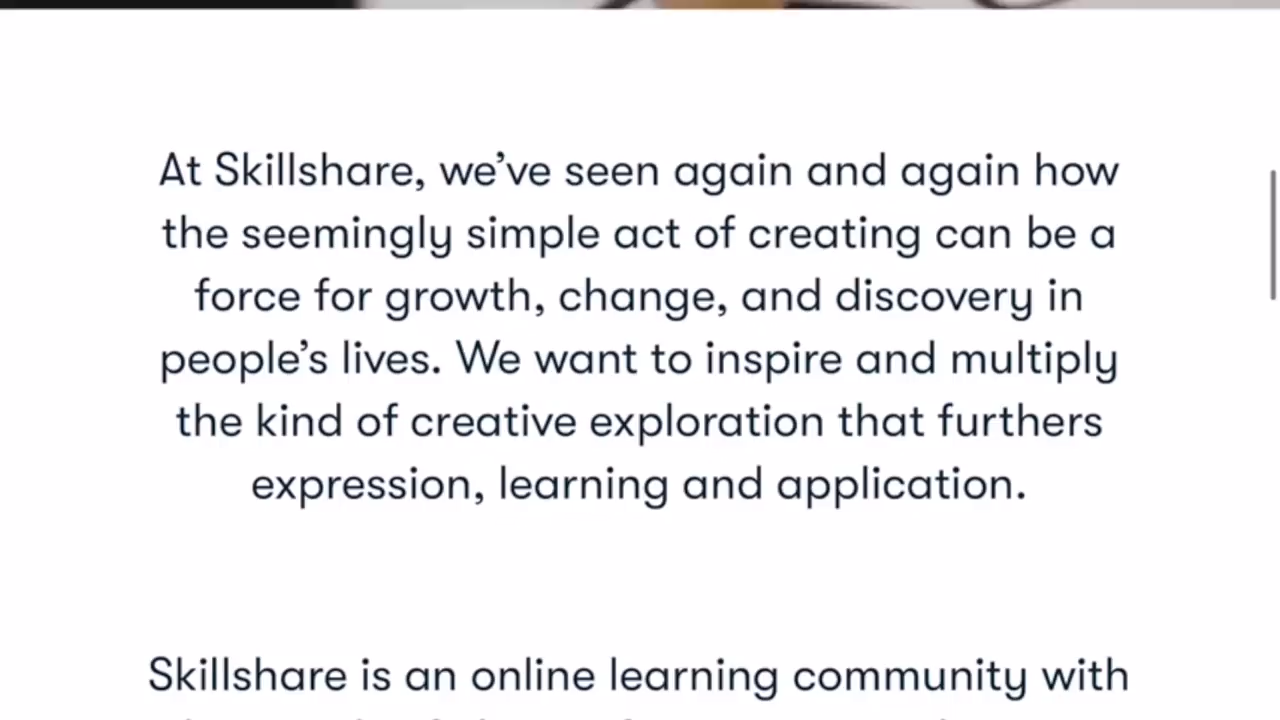 At Skillshare, we’ve seen again and again how
the seemingly simple act of creating can be a
force for growth, change, and discovery in
people’s lives. We want to inspire and multiply
the kind of creative exploration that furthers
expression, learning and application.
Skillshare is an online learning community with